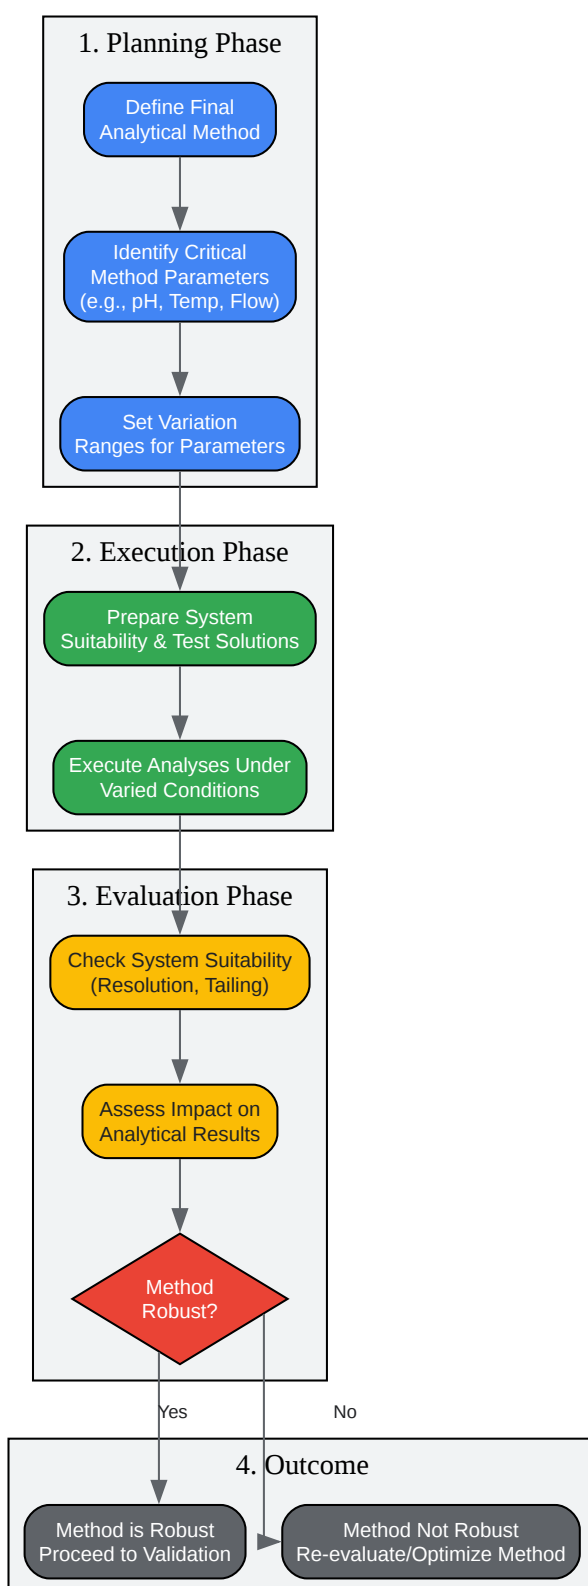 1. Planning Phase
Define Final
Analytical Method
Identify Critical
Method Parameters
(e.g., pH, Temp, Flow)
Set Variation
Ranges for Parameters
2. Execution Phase
Prepare System
Suitability & Test Solutions
Execute Analyses Under
Varied Conditions
3. Evaluation Phase
Check System Suitability
(Resolution, Tailing)
Assess Impact on
Analytical Results
Method
Robust?
Yes
No
4. Outcome
Method is Robust
Proceed to Validation
Method Not Robust
Re-evaluate/Optimize Method